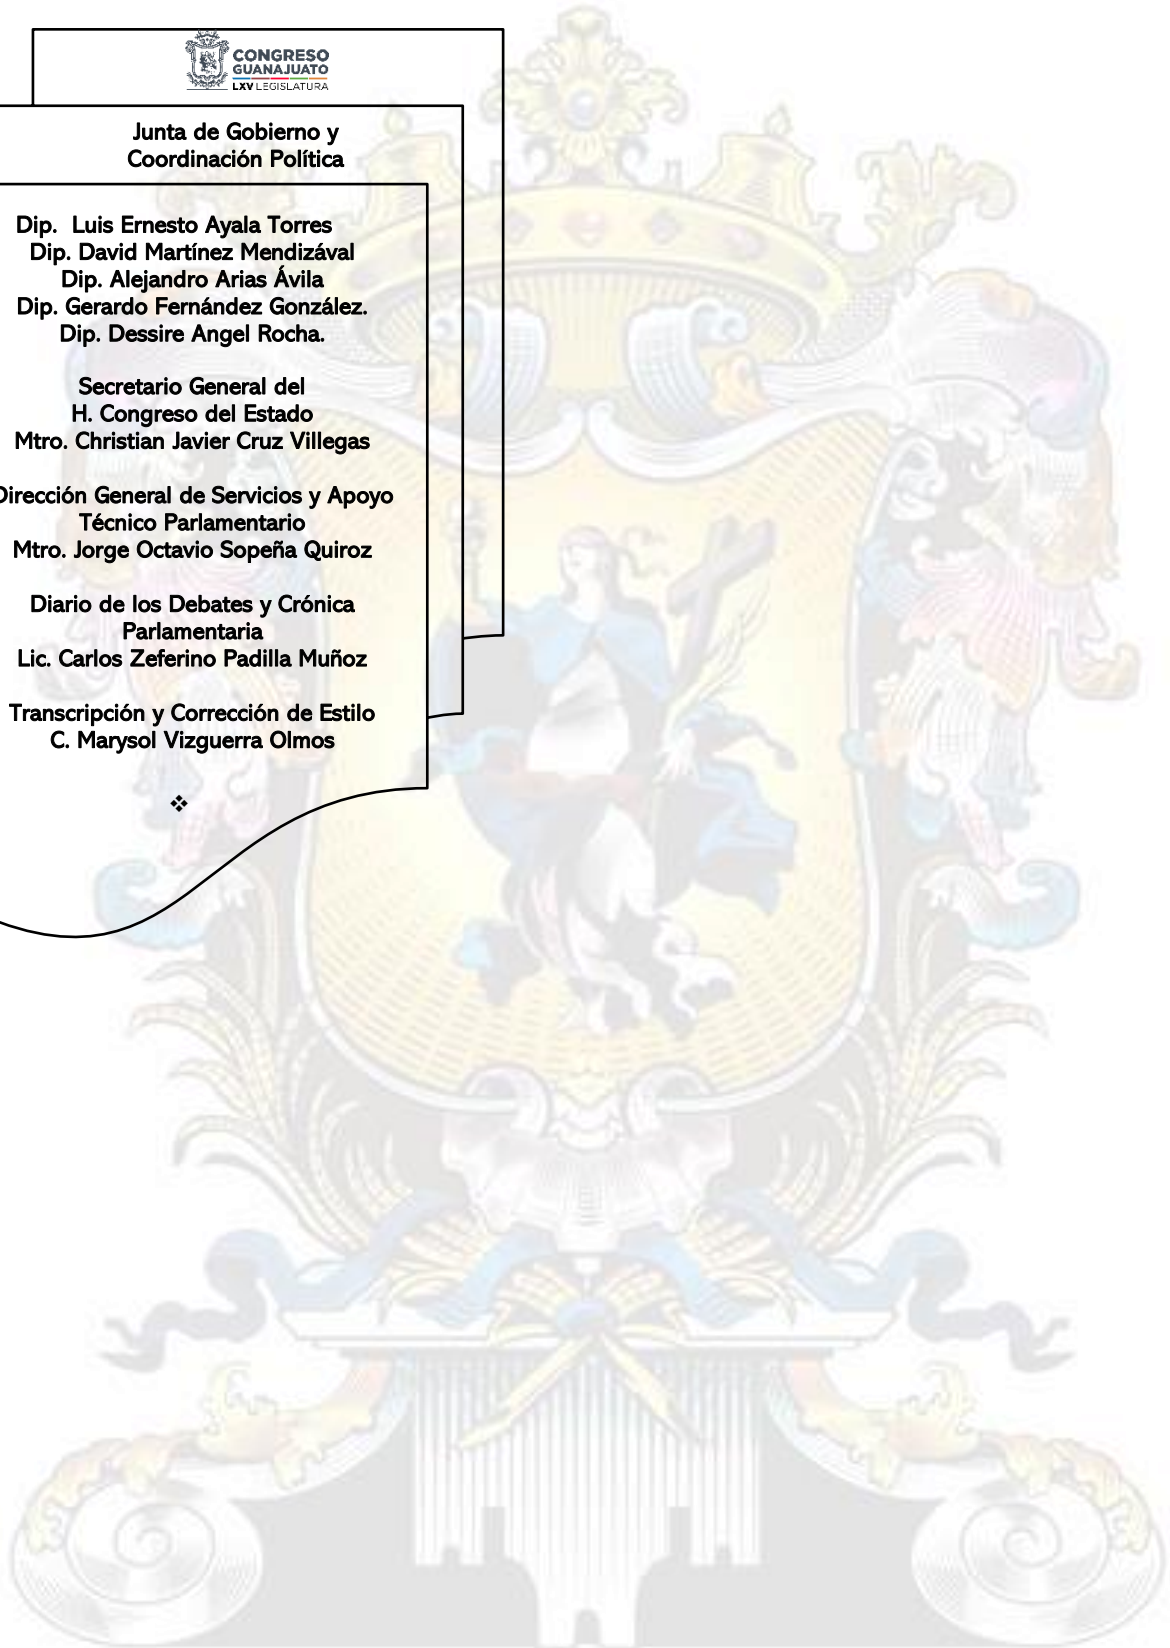 CONGRESO
GUANAJUATO
LXV LEGISLATURA
Junta de Gobierno y
Coordinación Política
Dip. Luis Ernesto Ayala Torres
Dip. David Martínez Mendizával
Dip. Alejandro Arias Ávila
Dip. Gerardo Fernández González.
Dip. Dessire Angel Rocha.
Secretario General del
H. Congreso del Estado
Mtro. Christian Javier Cruz Villegas
Dirección General de Servicios y Apoyo
Técnico Parlamentario
Mtro. Jorge Octavio Sopeña Quiroz
Diario de los Debates y Crónica
Parlamentaria
Lic. Carlos Zeferino Padilla Muñoz
Transcripción y Corrección de Estilo
C. Marysol Vizguerra Olmos